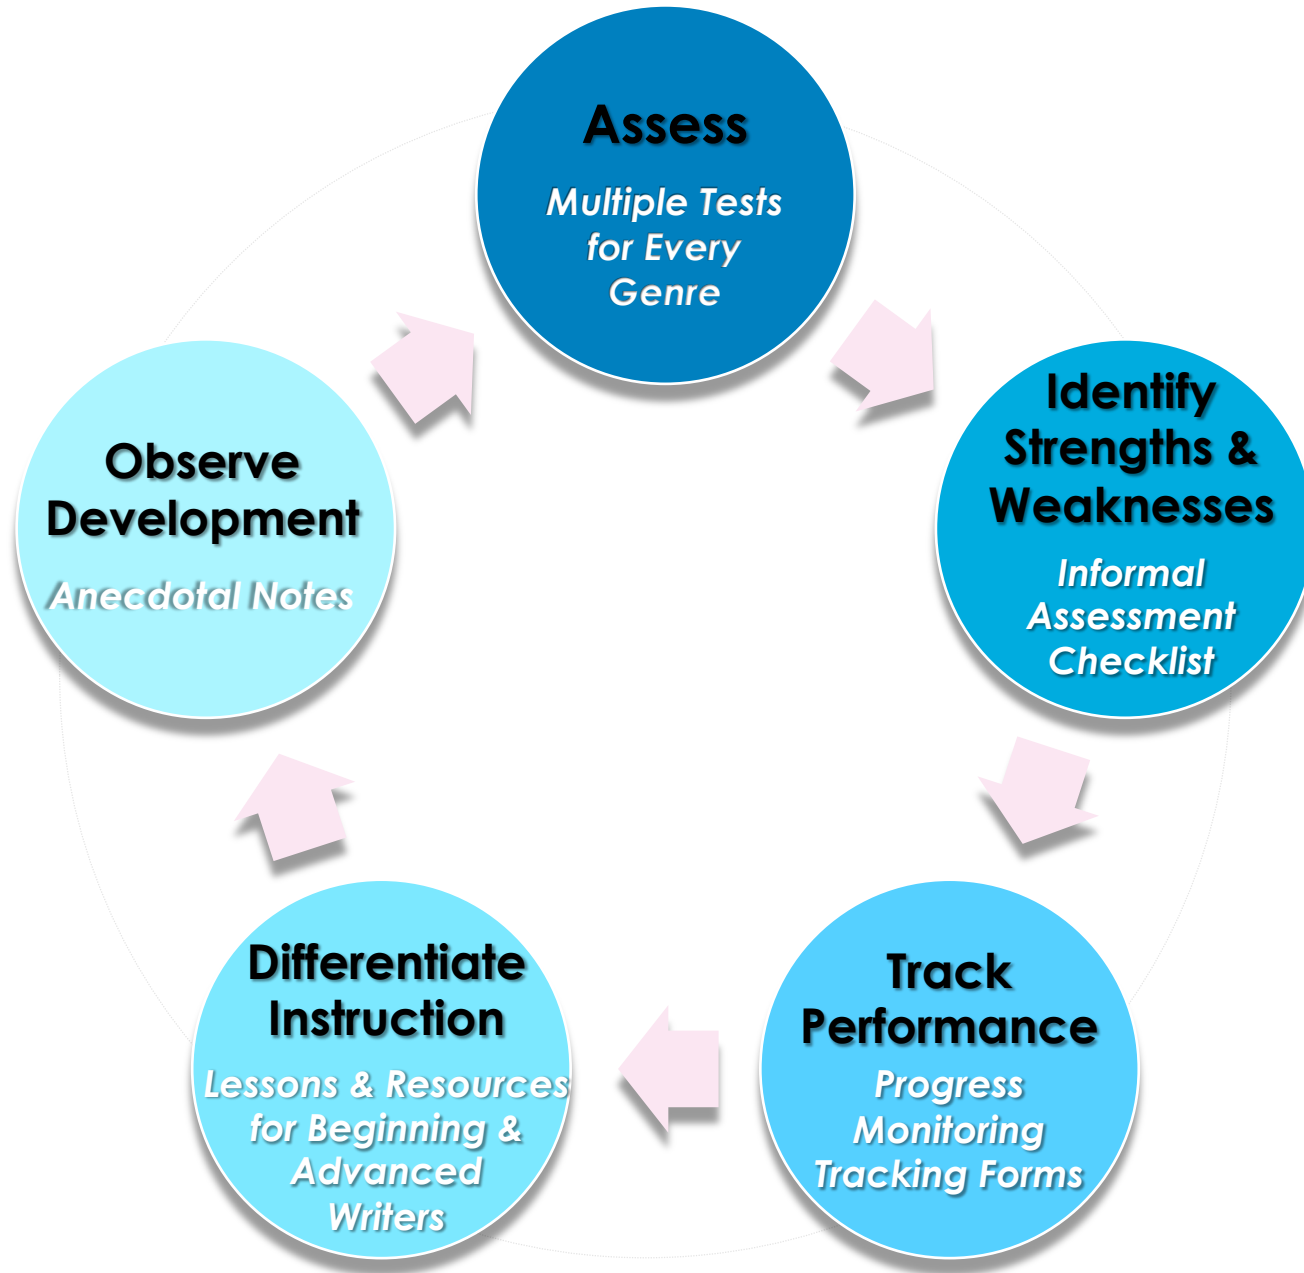 Assess
Multiple Tests
for Every
Genre
Identify
Strengths &
Weaknesses
Informal
Assessment
Checklist
Track
Performance
Progress
Monitoring
Tracking Forms
Differentiate
Instruction
Lessons & Resources
for Beginning &
Advanced
Writers
Observe
Development
Anecdotal Notes